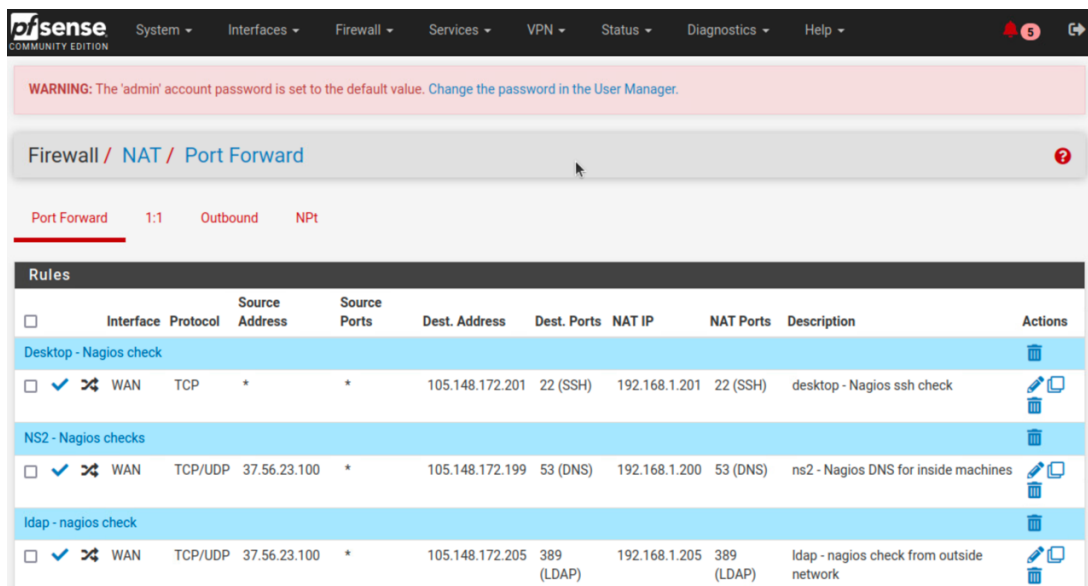 pfsense
COMMUNITY EDITION
System Interfaces Firewall Services VPN Status Diagnostics Help 5
WARNING: The 'admin' account password is set to the default value. Change the password in the User Manager.
Firewall / NAT / Port Forward
Port Forward 1:1 Outbound NPt
Rules
Interface Protocol Source Address Source Ports Dest. Address Dest. Ports NAT IP NAT Ports Description Actions
Desktop - Nagios check
WAN TCP * * 105.148.172.201 22 (SSH) 192.168.1.201 22 (SSH) desktop - Nagios ssh check
NS2 - Nagios checks
WAN TCP/UDP 37.56.23.100 * 105.148.172.199 53 (DNS) 192.168.1.200 53 (DNS) ns2 - Nagios DNS for inside machines
ldap - nagios check
WAN TCP/UDP 37.56.23.100 * 105.148.172.205 389 (LDAP) 192.168.1.205 389 (LDAP) ldap - nagios check from outside network